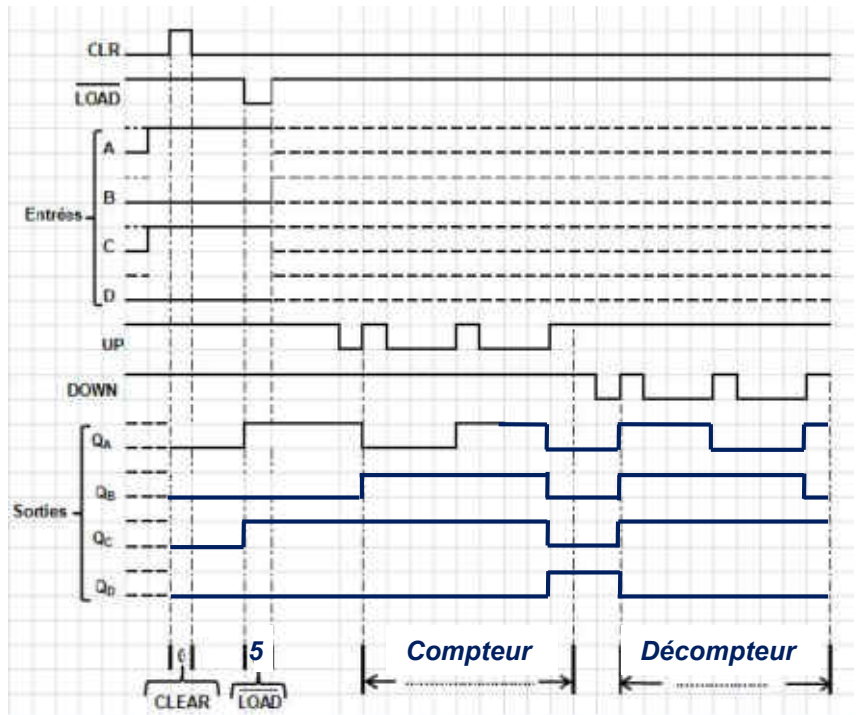 CLR
LOAD
A
B
Entrées
C
D
UP
DOWN
QA
QB
Sorties
QC
QD
5 Compteur Décompteur
CLEAR LOAD